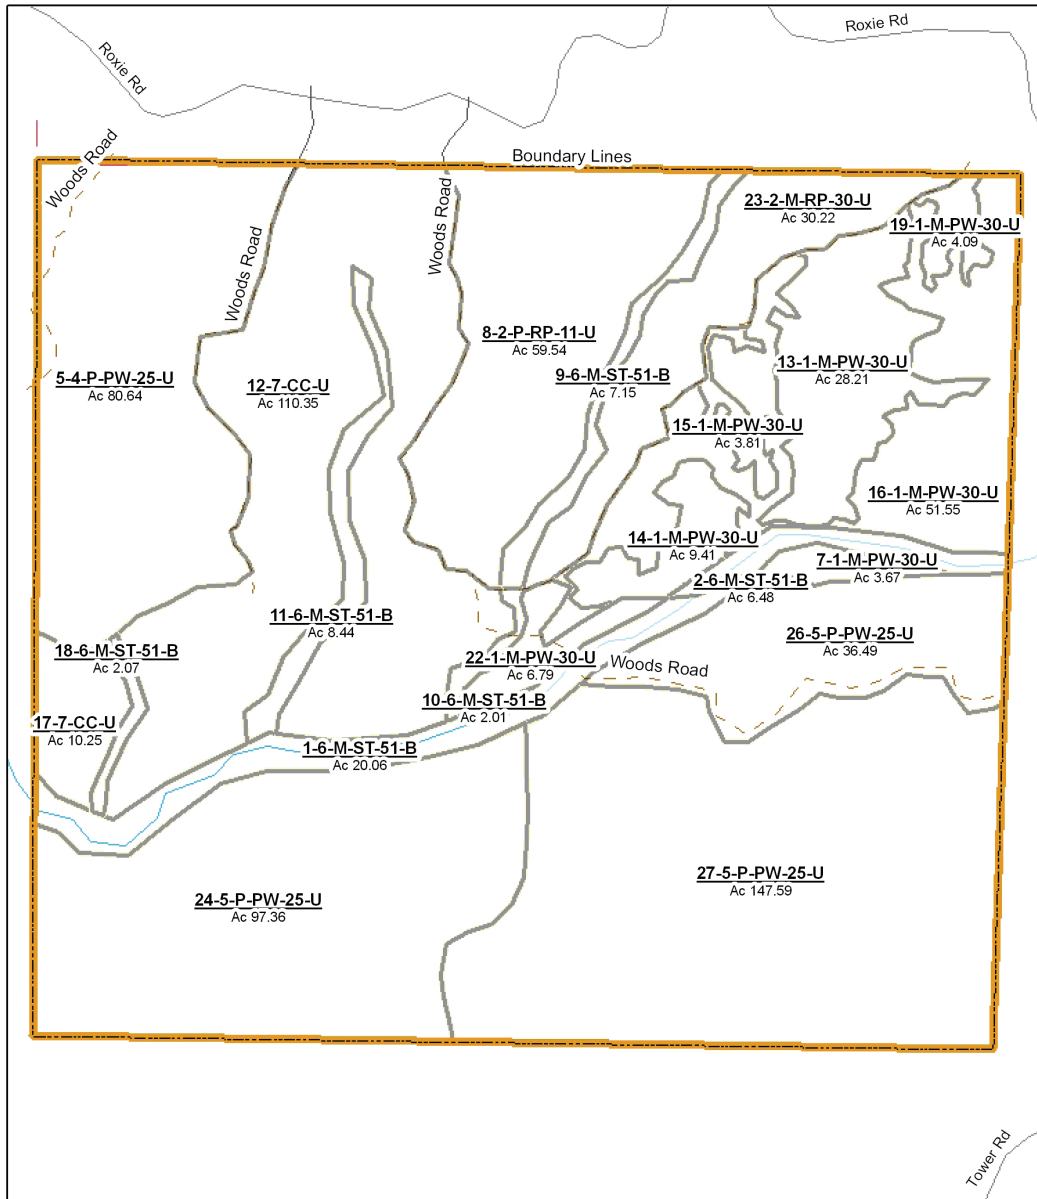 Roxie Rd
Roxie Rd
Woods Road
Boundary Lines
Woods Road
Woods Road
23-2-M-RP-30-U
Ac 30.22
19-1-M-PW-30-U
Ac 4.09
8-2-P-RP-11-U
Ac 59.54
5-4-P-PW-25-U
Ac 80.64
12-7-CC-U
Ac 110.35
9-6-M-ST-51-B
Ac 7.15
13-1-M-PW-30-U
Ac 28.21
15-1-M-PW-30-U
Ac 3.81
16-1-M-PW-30-U
Ac 51.55
14-1-M-PW-30-U
Ac 9.41
7-1-M-PW-30-U
Ac 3.67
2-6-M-ST-51-B
Ac 6.48
11-6-M-ST-51-B
Ac 8.44
26-5-P-PW-25-U
Ac 36.49
18-6-M-ST-51-B
Ac 2.07
22-1-M-PW-30-U
Ac 6.79
Woods Road
10-6-M-ST-51-B
Ac 2.01
17-7-CC-U
Ac 10.25
1-6-M-ST-51-B
Ac 20.06
27-5-P-PW-25-U
Ac 147.59
24-5-P-PW-25-U
Ac 97.36
Tower Rd